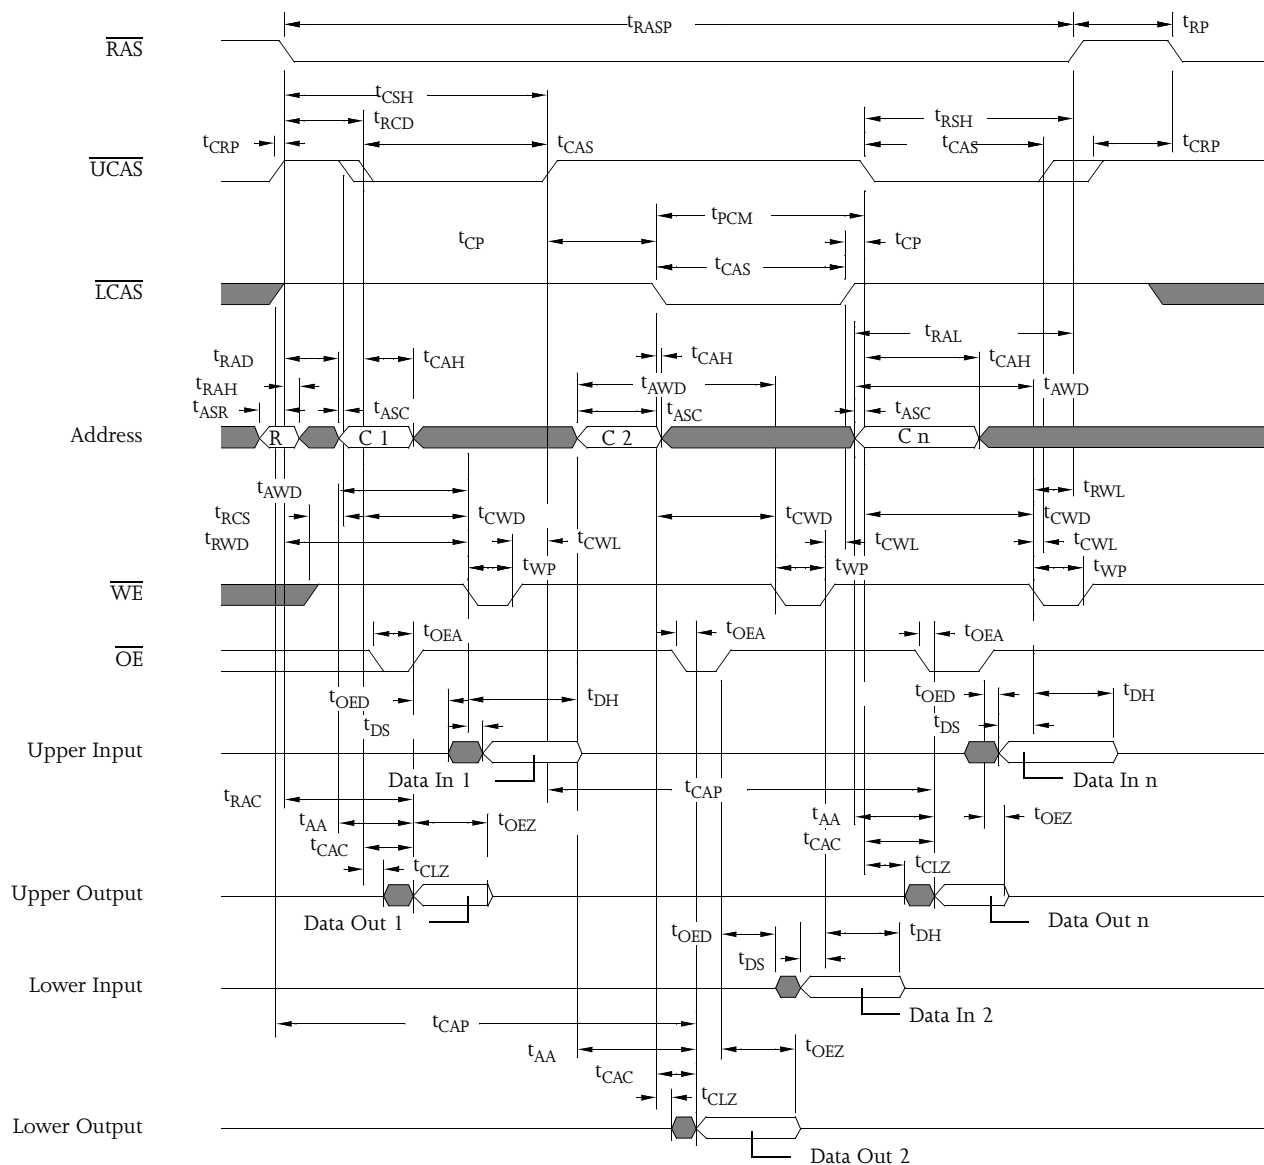 tRASP tRP
RAS
tCSH
tRCD tRSH
tCRP tCAS tCAS tCRP
UCAS
tPCM
tCP tCP
tCAS
LCAS
tRAL
tRAD tCAH tCAH tCAH
tRAH tAWD tAWD
tASR tASC tASC tASC
Address R C 1 C 2 C n
tAWD tRWL
tRCS tCWD tCWD tCWD
tRWD tCWL tCWL tCWL
tWP tWP tWP
WE
tOEA tOEA tOEA
OE
tOED tDH tOED tDH
tDS tDS
Upper Input
Data In 1 Data In n
tCAP
tRAC
tAA tOEZ tAA tOEZ
tCAC tCAC
tCLZ tCLZ
Upper Output
Data Out 1 Data Out n
tOED tDH
tDS
Lower Input
Data In 2
tCAP
tAA tOEZ
tCAC
tCLZ
Lower Output
Data Out 2